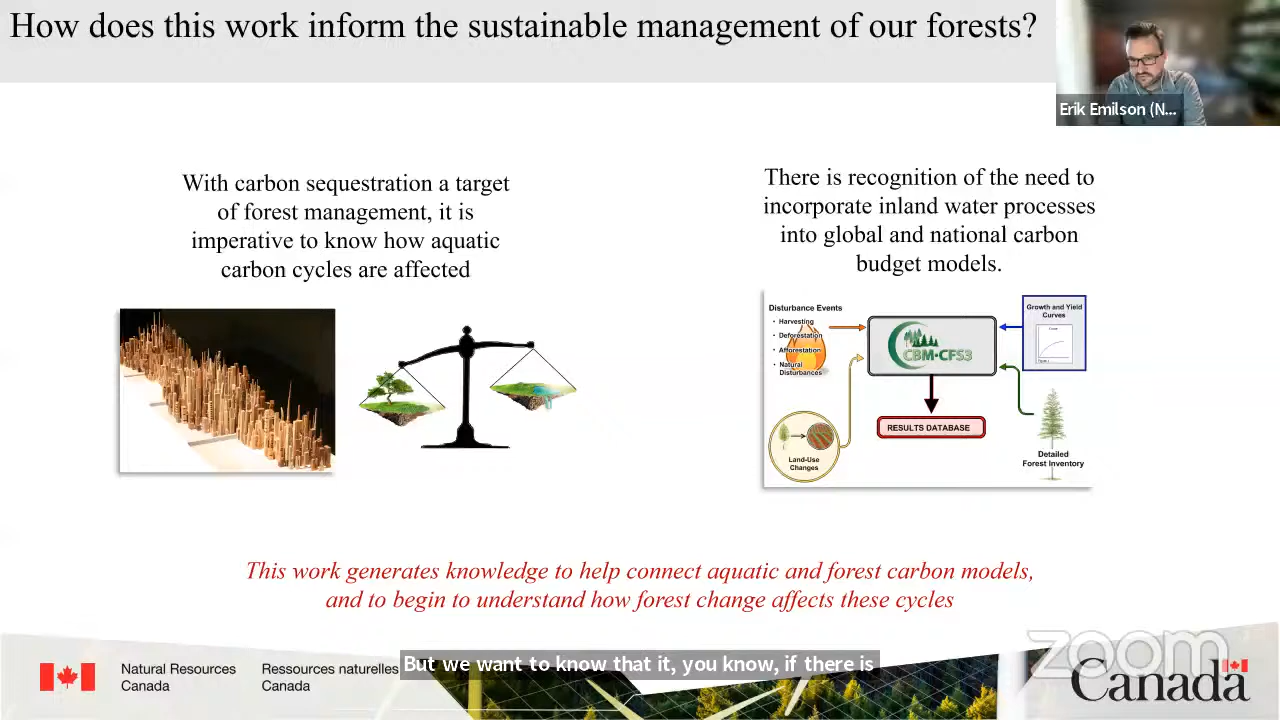 How does this work inform the sustainable management of our forests?
Erik Emilson (N...
With carbon sequestration a target
of forest management, it is
imperative to know how aquatic
carbon cycles are affected
There is recognition of the need to
incorporate inland water processes
into global and national carbon
budget models.
Disturbance Events
• Harvesting
• Deforestation
• Afforestation
• Natural
Disturbances
CBM-CFS3
Growth and Yield
Curves
RESULTS DATABASE
Land-Use
Changes
Detailed
Forest Inventory
This work generates knowledge to help connect aquatic and forest carbon models,
and to begin to understand how forest change affects these cycles
Natural Resources
Canada
Ressources naturelles
Canada
But we want to know that it, you know, if there is
zoom
Canada